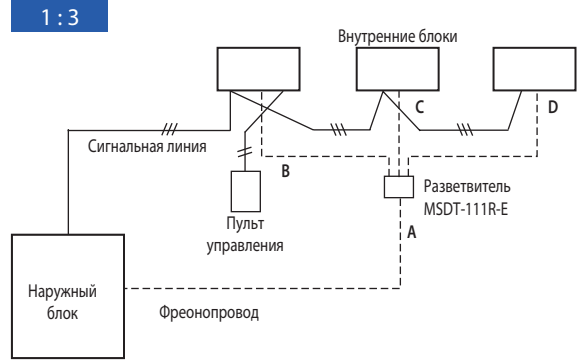 1 : 3
Внутренние блоки
C
D
Сигнальная линия
B
Разветвитель
MSDT-111R-E
Пульт
управления
A
Наружный
блок
Фреонопровод